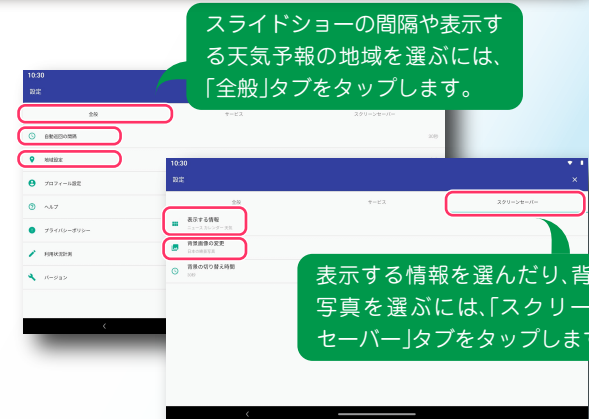 スライドショーの間隔や表示す
る天気予報の地域を選ぶには、
「全般」タブをタップします。
10:30
設定
全般
サービス
スクリーンセーバー
自動巡回の間隔
地域設定
プロフィール設定
ヘルプ
プライバシーポリシー
利用状況計測
バージョン
10:30
設定
×
全般
サービス
スクリーンセーバー
表示する情報
背景画像の変更
背景の切り替え時間
表示する情報を選んだり、背
写真を選ぶには、「スクリー
セーバー」タブをタップしま